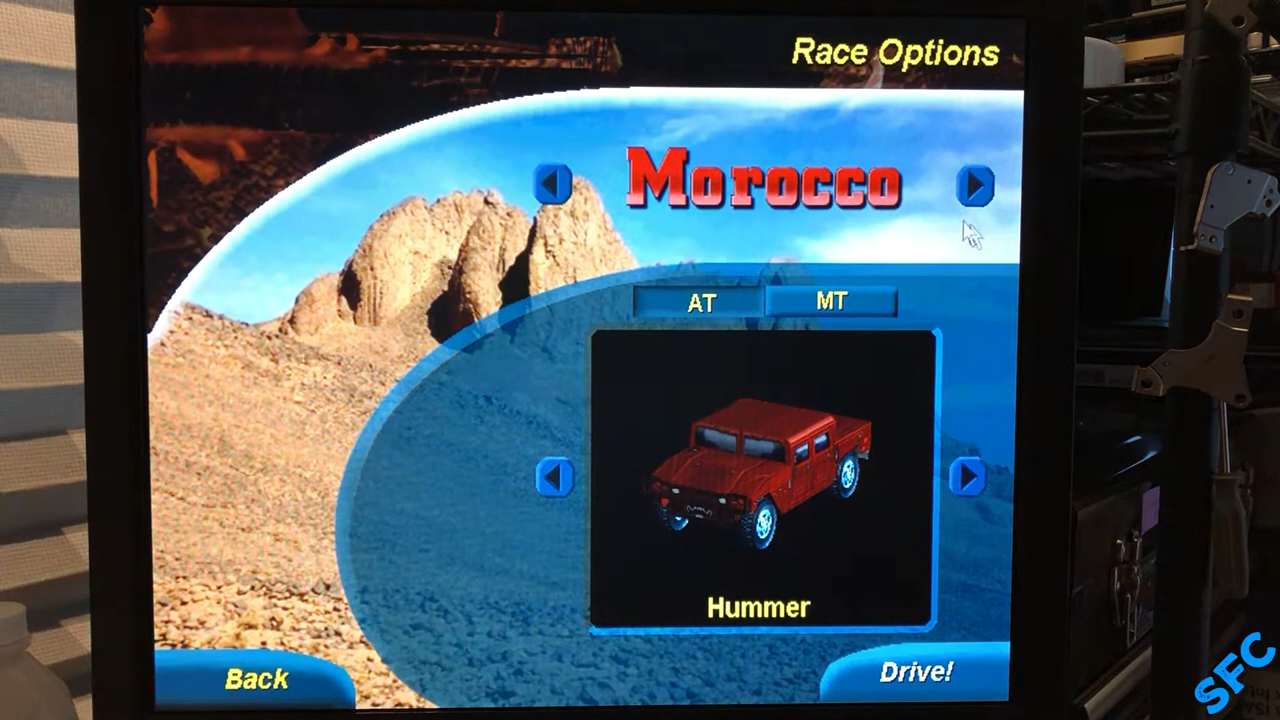 Race Options
Morocco
AT MT
Hummer
Back
Drive!
SFC